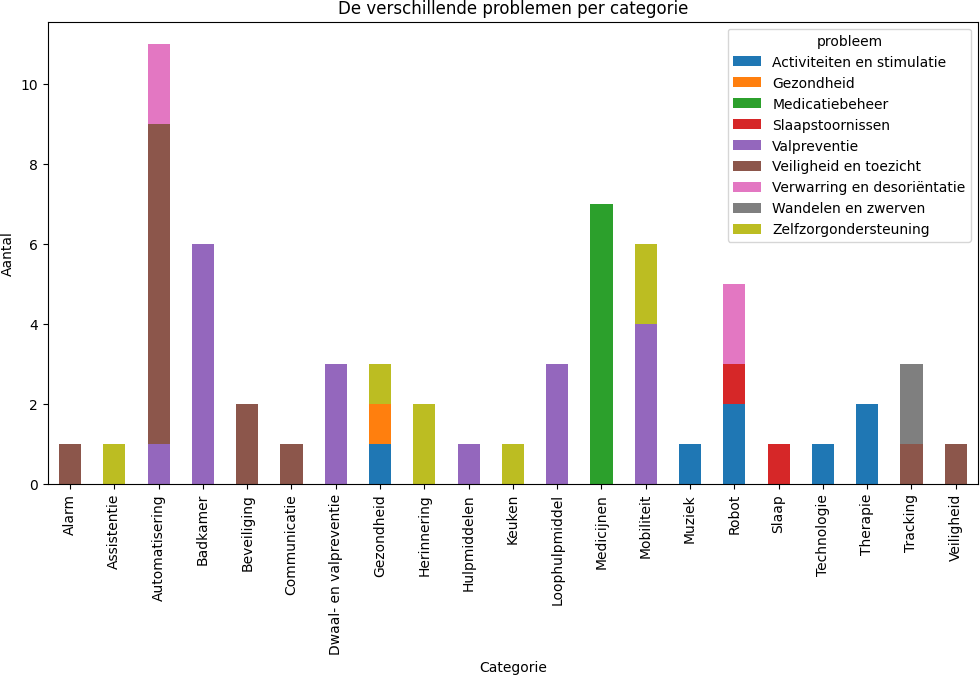 De verschillende problemen per categorie
probleem
Activiteiten en stimulatie
Gezondheid
Medicatiebeheer
Slaapstoornissen
Valpreventie
Veiligheid en toezicht
Verwarring en desoriëntatie
Wandelen en zwerven
Zelfzorgondersteuning
Aantal
10
8
6
4
2
0
Alarm
Assistentie
Automatisering
Badkamer
Beveiliging
Communicatie
Dwaal- en valpreventie
Gezondheid
Herinnering
Hulpmiddelen
Keuken
Loophulpmiddel
Medicijnen
Mobiliteit
Muziek
Robot
Slaap
Technologie
Therapie
Tracking
Veiligheid
Categorie